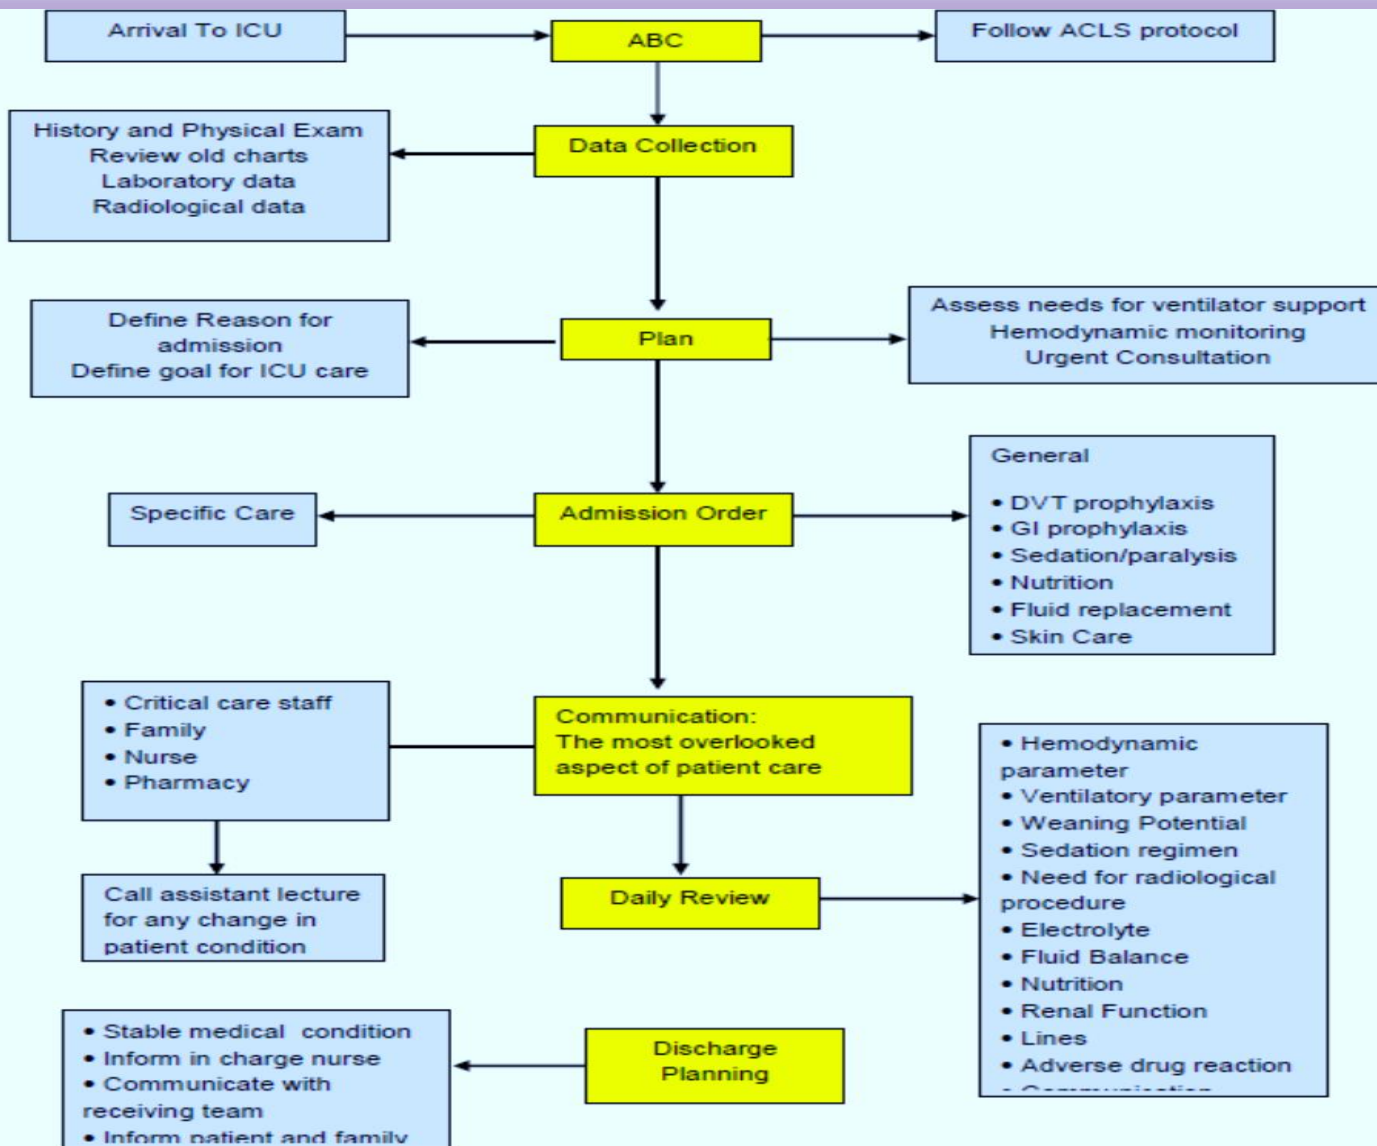 Arrival To ICU
ABC
Follow ACLS protocol
History and Physical Exam
Review old charts
Laboratory data
Radiological data
Data Collection
Define Reason for
admission
Define goal for ICU care
Plan
Assess needs for ventilator support
Hemodynamic monitoring
Urgent Consultation
Specific Care
Admission Order
General
• DVT prophylaxis
• GI prophylaxis
• Sedation/paralysis
• Nutrition
• Fluid replacement
• Skin Care
• Critical care staff
• Family
• Nurse
• Pharmacy
Communication:
The most overlooked
aspect of patient care
Call assistant lecture
for any change in
patient condition
Daily Review
• Hemodynamic
parameter
• Ventilatory parameter
• Weaning Potential
• Sedation regimen
• Need for radiological
procedure
• Electrolyte
• Fluid Balance
• Nutrition
• Renal Function
• Lines
• Adverse drug reaction
• Communication
• Stable medical condition
• Inform in charge nurse
• Communicate with
receiving team
• Inform patient and family
Discharge
Planning